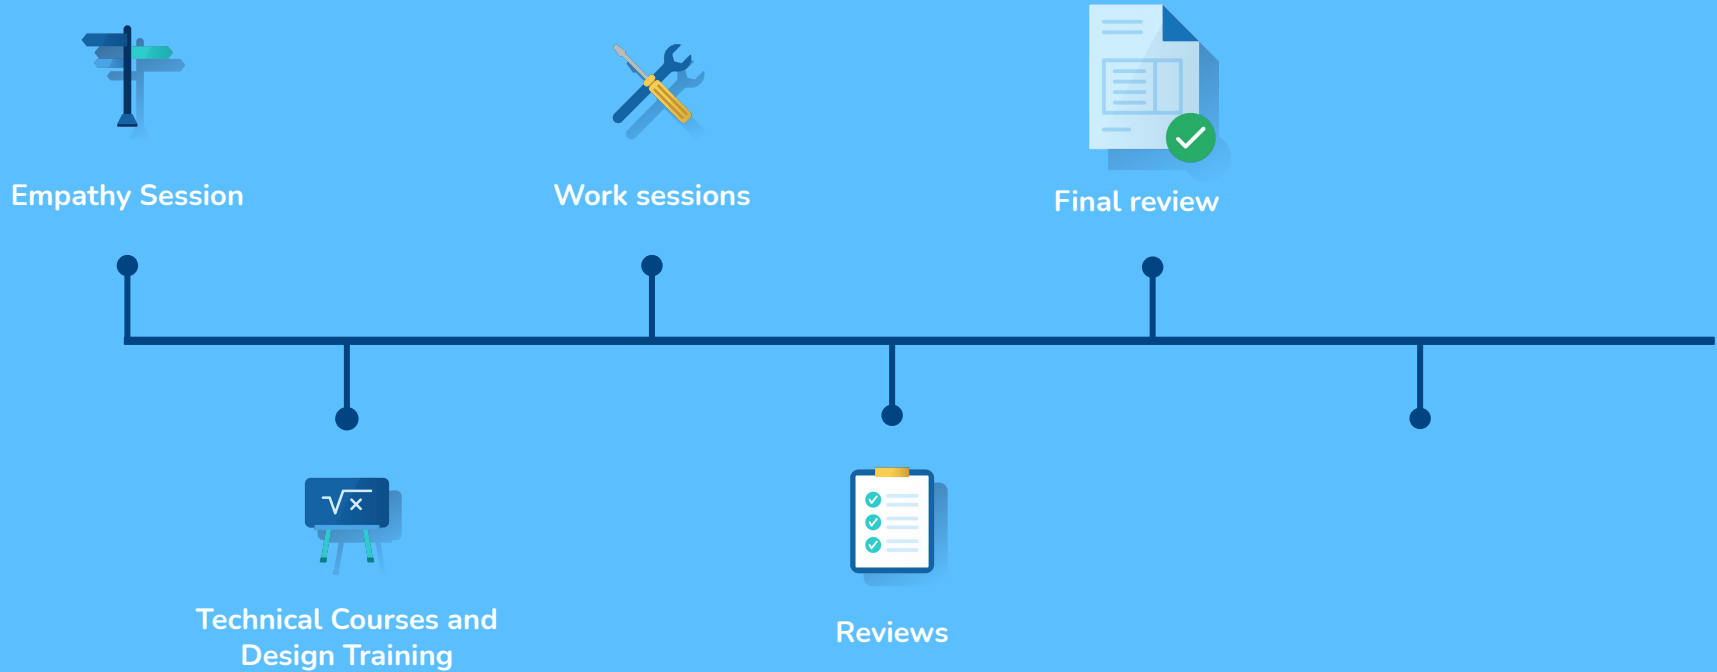 Empathy Session
Work sessions
Final review
√x
Technical Courses and
Design Training
Reviews